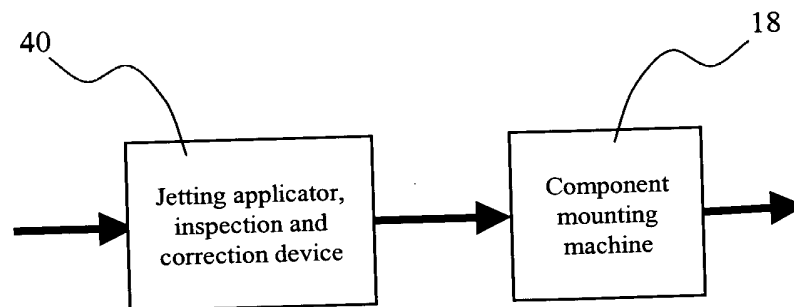 40
18
Jetting applicator,
inspection and
correction device
Component
mounting
machine